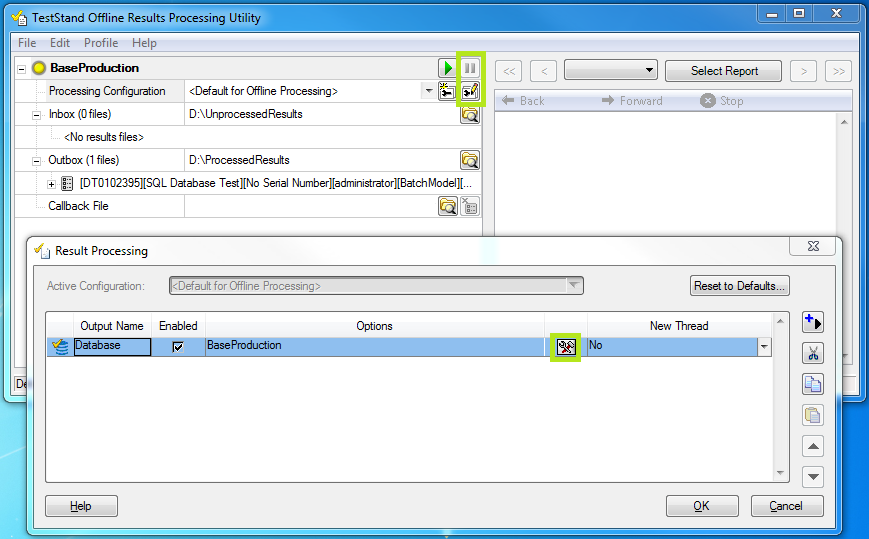 TestStand Offline Results Processing Utility
File Edit Profile Help
BaseProduction
Processing Configuration <Default for Offline Processing>
Inbox (0 files) D:\UnprocessedResults
<No results files>
Outbox (1 files) D:\ProcessedResults
[DT0102395][SQL Database Test][No Serial Number][administrator][BatchModel][...
Callback File
<< < Select Report > >>
Back Forward Stop
Result Processing
Active Configuration: <Default for Offline Processing> Reset to Defaults...
Output Name Enabled Options New Thread
Database BaseProduction No
De
Help OK Cancel